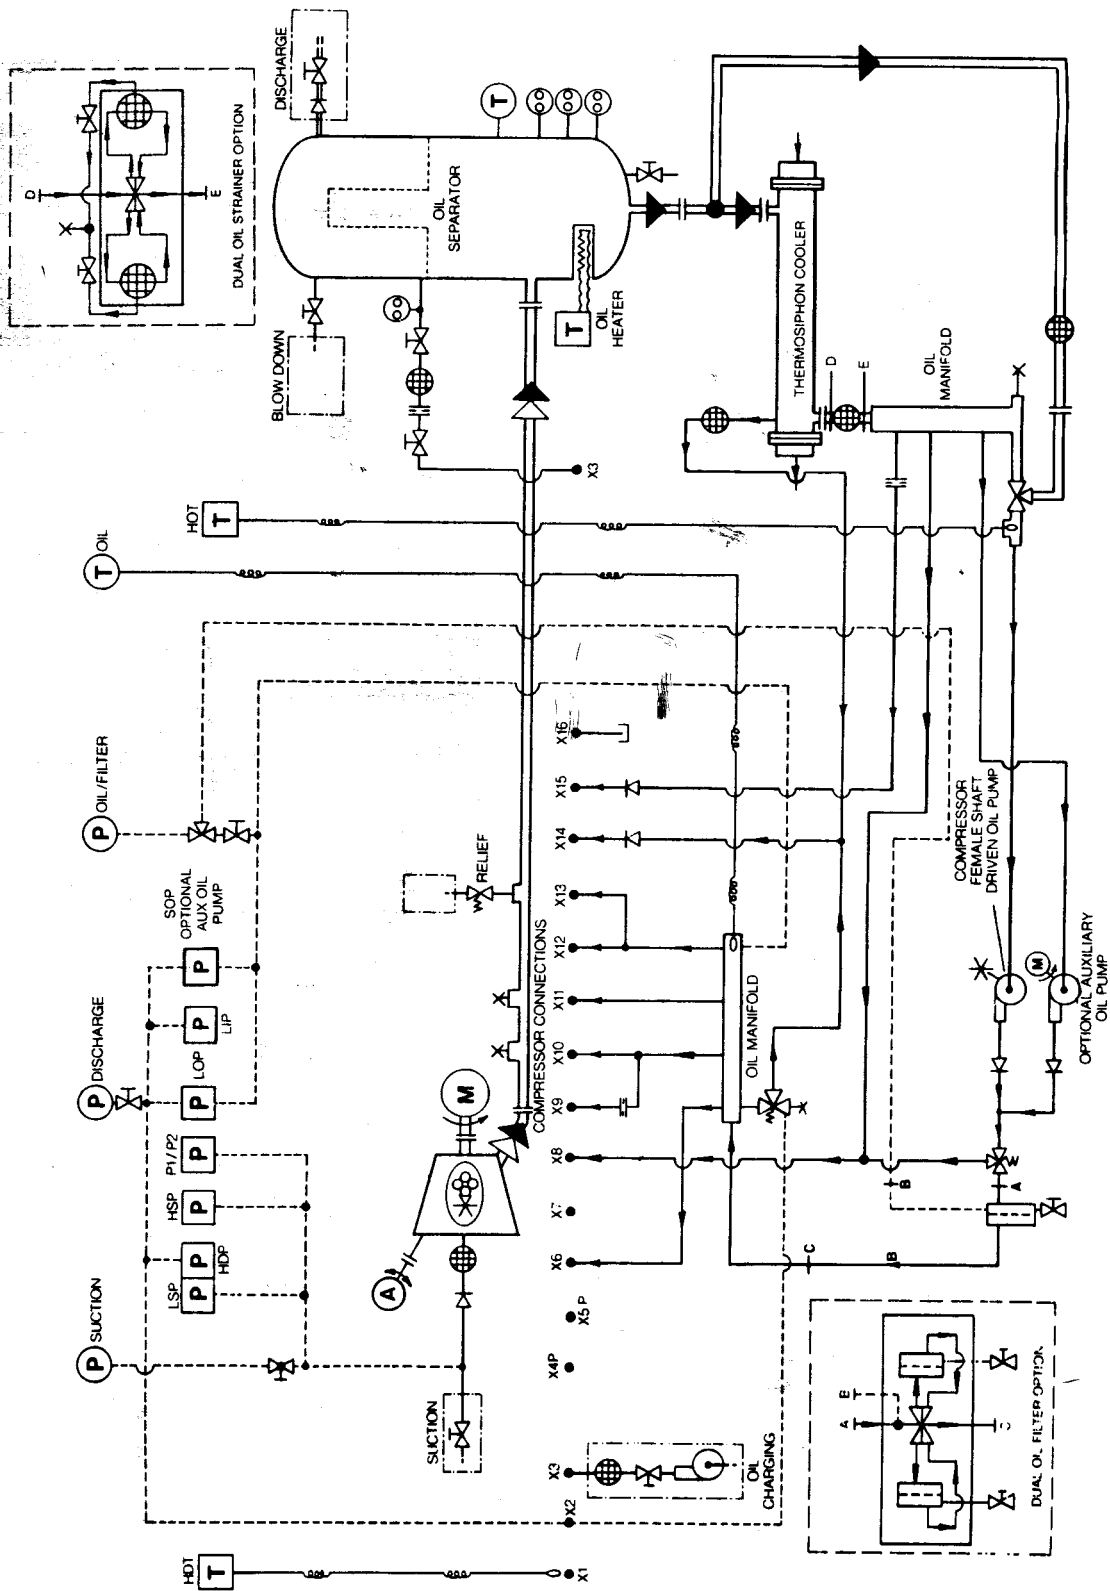 HDT
T
SUCTION
P
DISCHARGE
P
OIL/FILTER
P
OIL
T
HOT
T
LSP
P
HDP
P
HSP
P
P1/P2
P
LOP
P
LIP
P
SOP
OPTIONAL
AUX OIL
PUMP
P
DUAL OIL STRAINER OPTION
D
E
BLOW DOWN
DISCHARGE
OIL
SEPARATOR
T
T
OIL
HEATER
SUCTION
A
M
RELIEF
COMPRESSOR CONNECTIONS
X1
X2
X3
X4P
X5 P
X6
X7
X8
X9
X10
X11
X12
X13
X14
X15
X16
X3
OIL
CHARGING
OIL MANIFOLD
THERMOSIPHON COOLER
D
E
OIL
MANIFOLD
COMPRESSOR
FEMALE SHAFT
DRIVEN OIL PUMP
M
OPTIONAL AUXILIARY
OIL PUMP
A
B
B
C
A
B
DUAL OIL FILTER OPTION